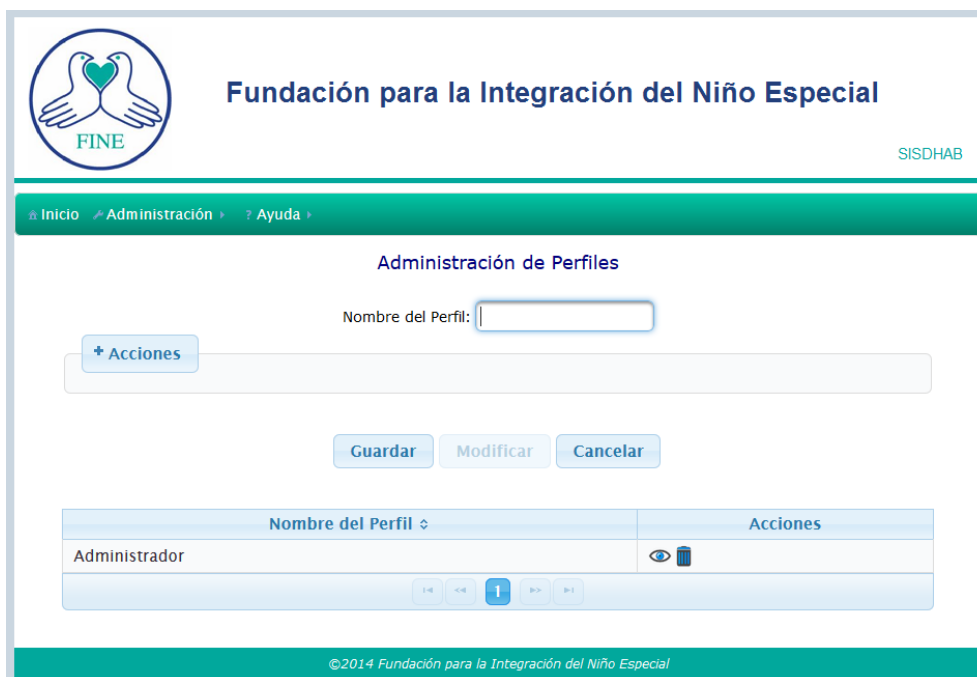 FINE
Fundación para la Integración del Niño Especial
SISDHAB
Inicio Administración ? Ayuda
Administración de Perfiles
Nombre del Perfil:
+ Acciones
Guardar Modificar Cancelar
Nombre del Perfil Acciones
Administrador
1
©2014 Fundación para la Integración del Niño Especial